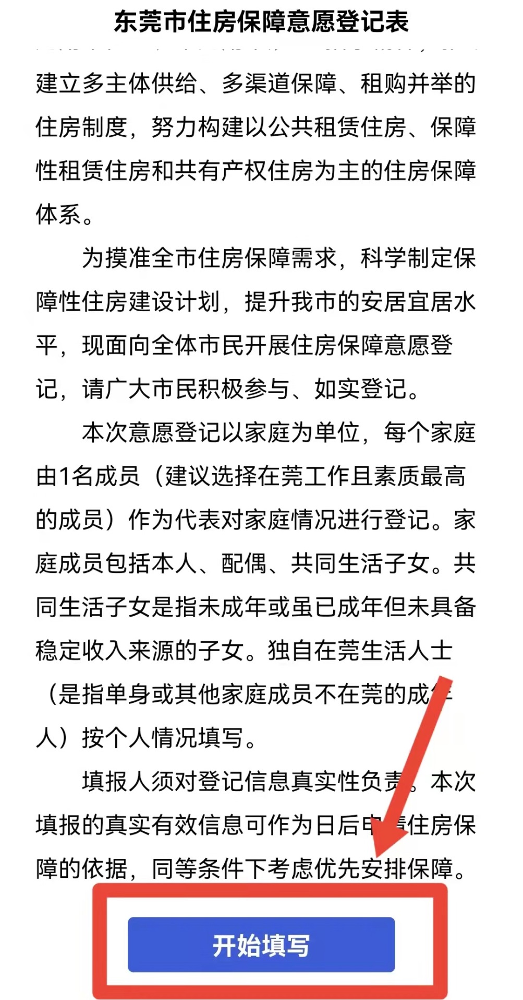 东莞市住房保障意愿登记表
建立多主体供给、多渠道保障、租购并举的
住房制度，努力构建以公共租赁住房、保障
性租赁住房和共有产权住房为主的住房保障
体系。
为摸准全市住房保障需求，科学制定保
障性住房建设计划，提升我市的安居宜居水
平，现面向全体市民开展住房保障意愿登
记，请广大市民积极参与、如实登记。
本次意愿登记以家庭为单位，每个家庭
由1名成员（建议选择在莞工作且素质最高
的成员）作为代表对家庭情况进行登记。家
庭成员包括本人、配偶、共同生活子女。共
同生活子女是指未成年或虽已成年但未具备
稳定收入来源的子女。独自在莞生活人士
（是指单身或其他家庭成员不在莞的成年
人）按个人情况填写。
填报人须对登记信息真实性负责。本次
填报的真实有效信息可作为日后申请住房保
障的依据，同等条件下考虑优先安排保障。
开始填写